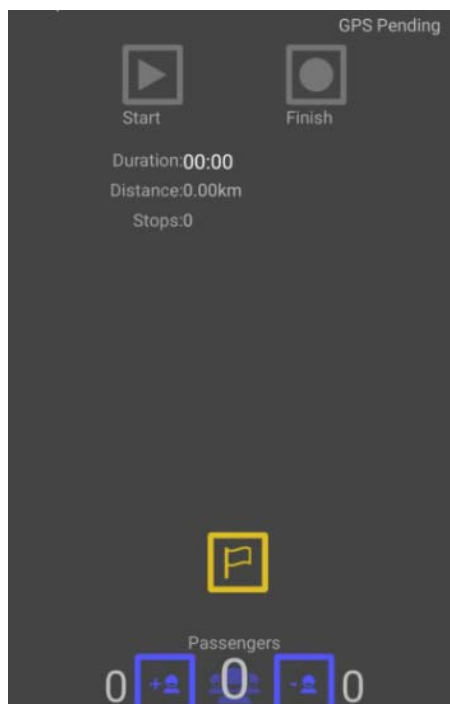 GPS Pending
Start Finish
Duration:00:00
Distance:0.00km
Stops:0
Passengers
0 + 0 - 0